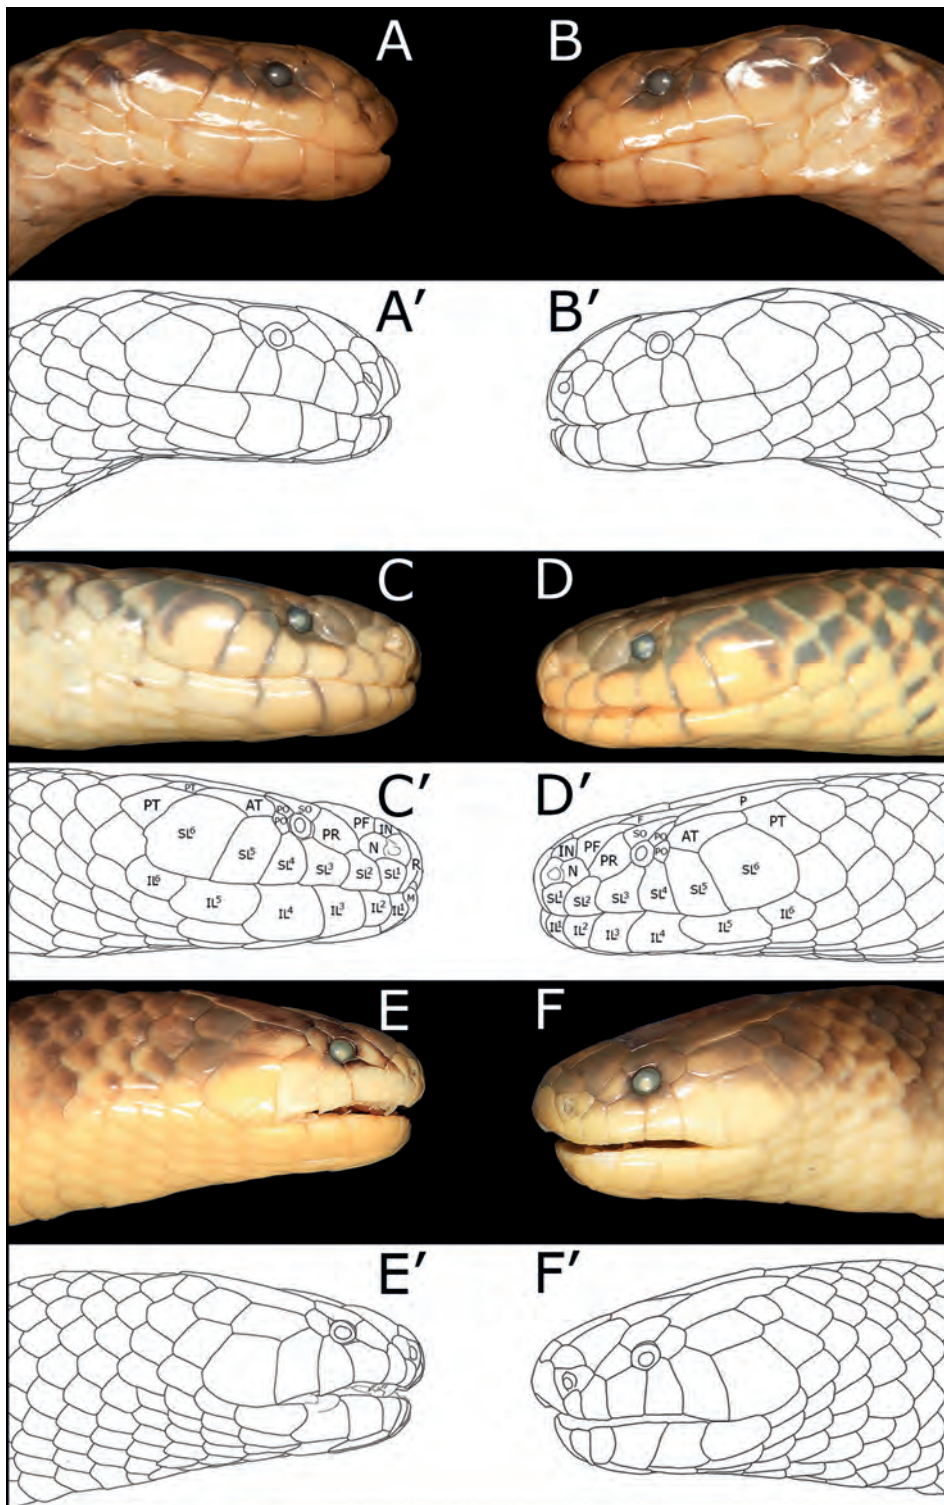 A B
A′ B′
C D
C′ D′
PT PT AT PO SO PF IN
PO PR N
SL6 SL5 SL4 SL3 SL2 SL1 R
IL6 IL5 IL4 IL3 IL2 IL1 M
IN PF F SO PO AT P PT
N PR PO
SL1 SL2 SL3 SL4 SL5 SL6
IL1 IL2 IL3 IL4 IL5 IL6
E F
E′ F′